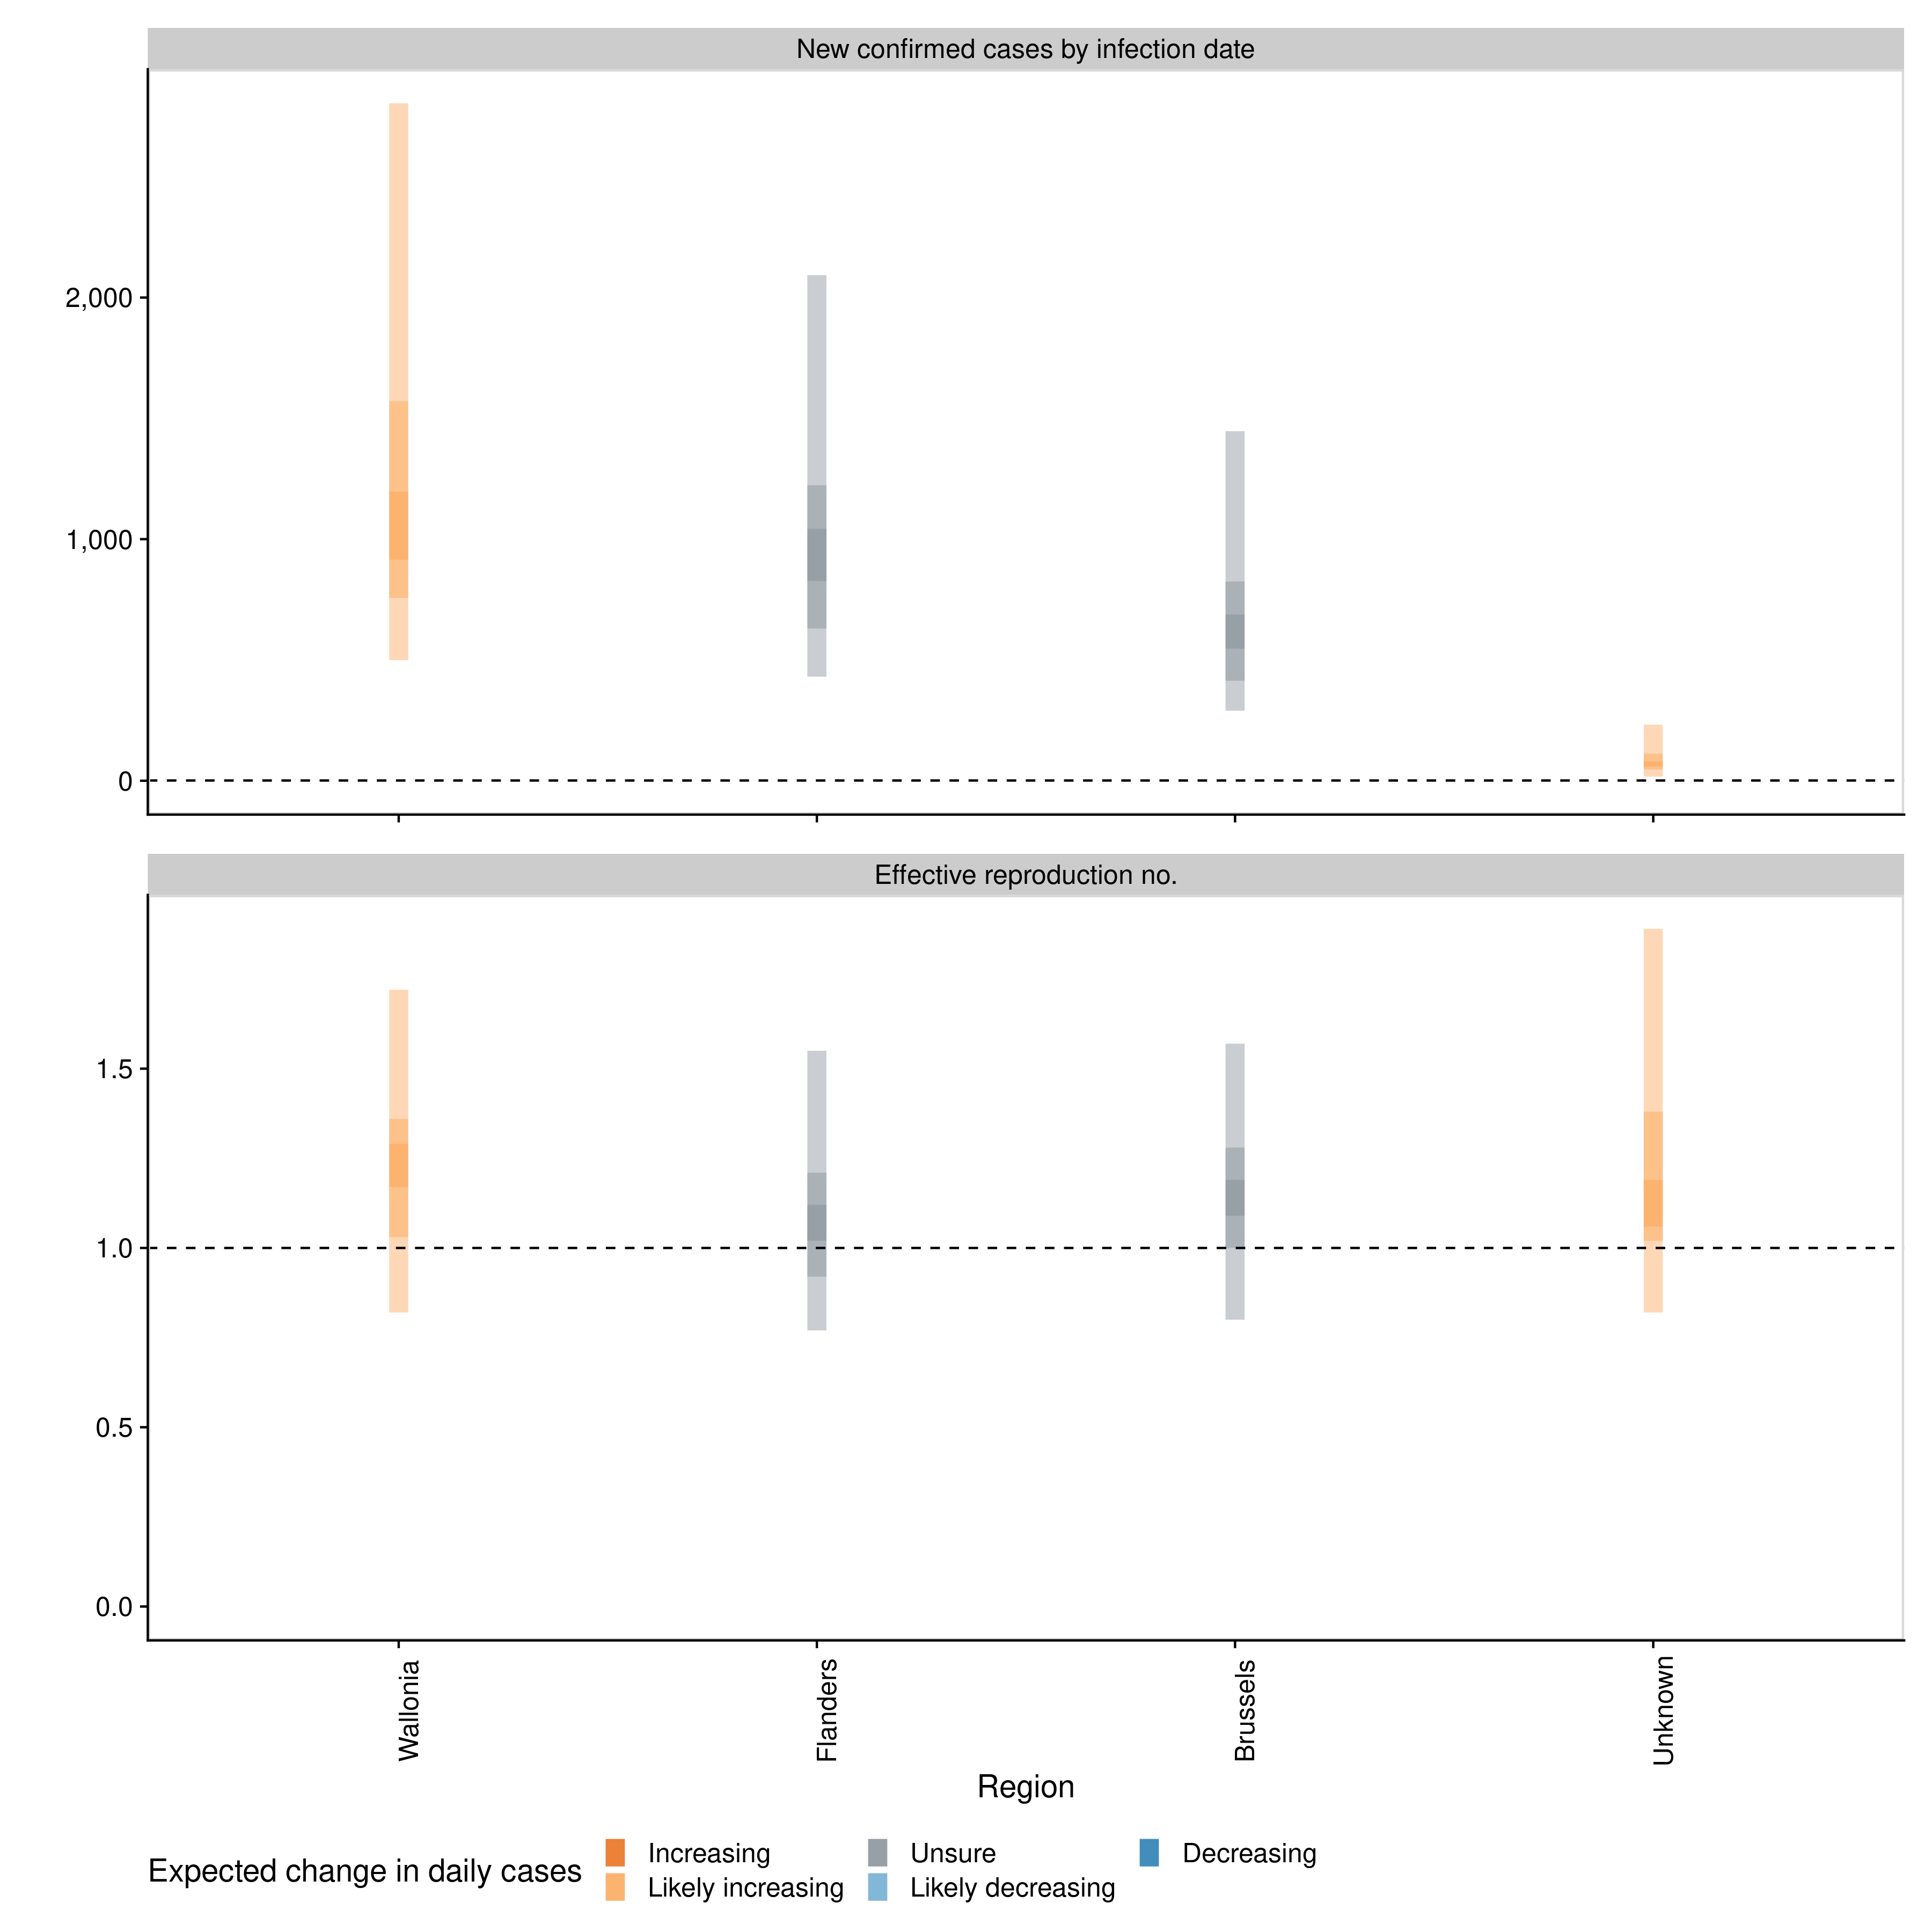 New confirmed cases by infection date
2,000
1,000
0
Effective reproduction no.
1.5
1.0
0.5
0.0
Wallonia
Flanders
Brussels
Unknown
Region
Expected change in daily cases
Increasing
Likely increasing
Unsure
Likely decreasing
Decreasing